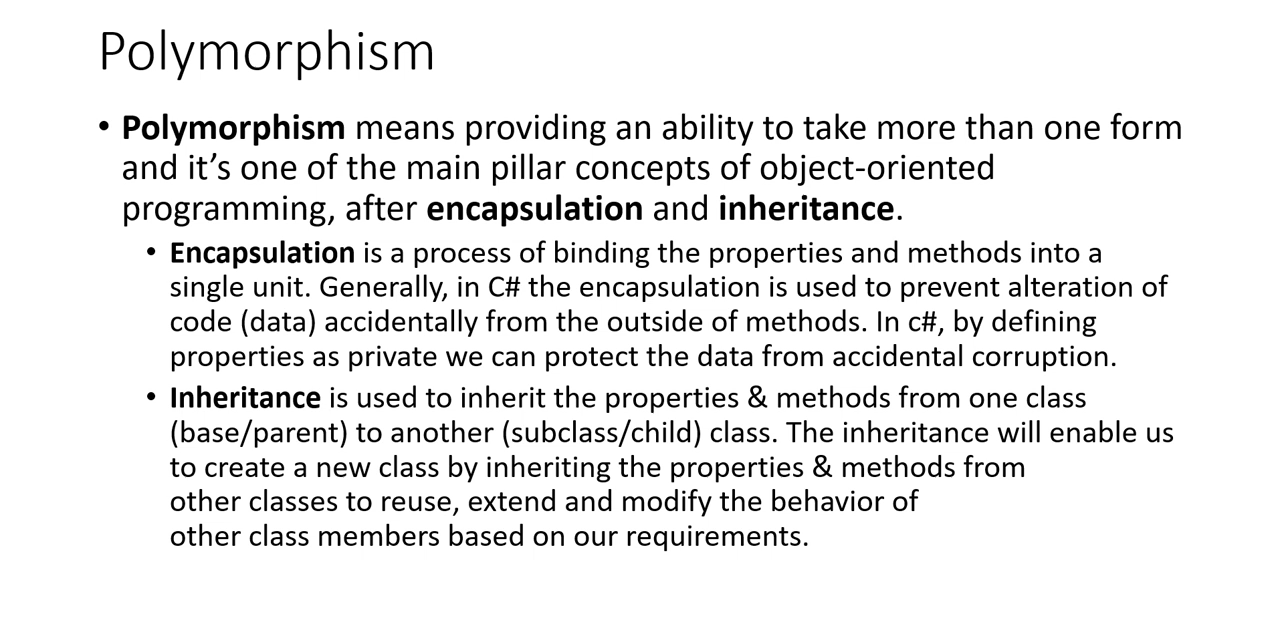 Polymorphism
• Polymorphism means providing an ability to take more than one form
and it’s one of the main pillar concepts of object-oriented
programming, after encapsulation and inheritance.
• Encapsulation is a process of binding the properties and methods into a
single unit. Generally, in C# the encapsulation is used to prevent alteration of
code (data) accidentally from the outside of methods. In c#, by defining
properties as private we can protect the data from accidental corruption.
• Inheritance is used to inherit the properties & methods from one class
(base/parent) to another (subclass/child) class. The inheritance will enable us
to create a new class by inheriting the properties & methods from
other classes to reuse, extend and modify the behavior of
other class members based on our requirements.